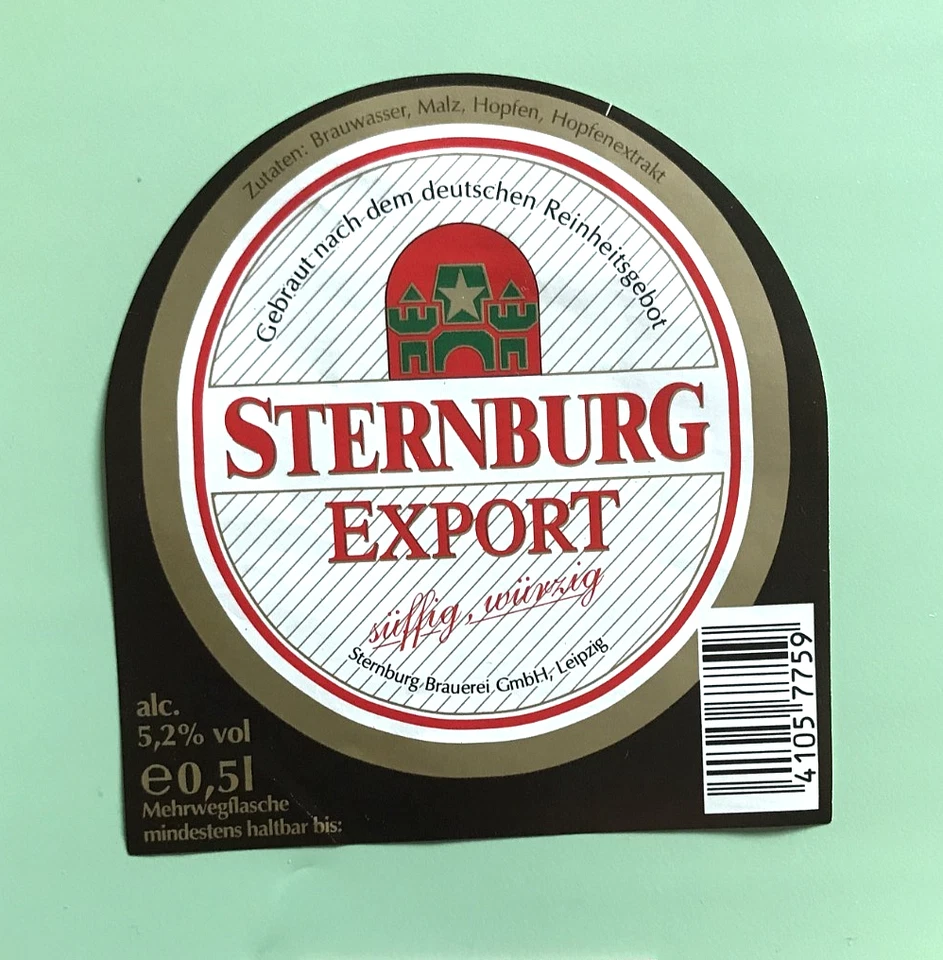 Zutaten: Brauwasser, Malz, Hopfen, Hopfenextrakt
Gebraut nach dem deutschen Reinheitsgebot
STERNBURG
EXPORT
süffig, würzig
Sternburg Brauerei GmbH, Leipzig
alc.
5,2% vol
e0,5l
Mehrwegflasche
mindestens haltbar bis:
4105 7759